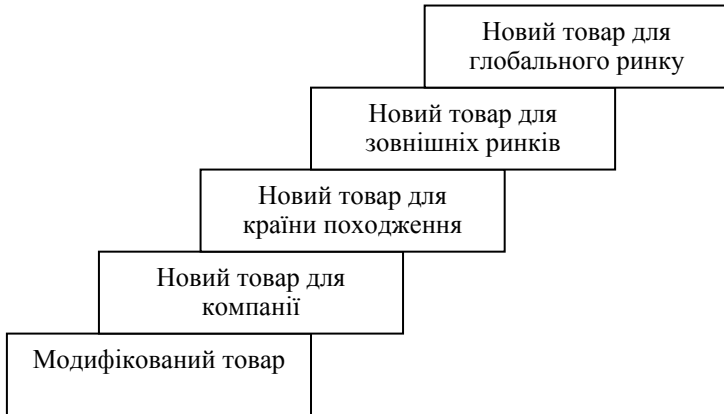 Новий товар для
глобального ринку
Новий товар для
зовнішніх ринків
Новий товар для
країни походження
Новий товар для
компанії
Модифікований товар